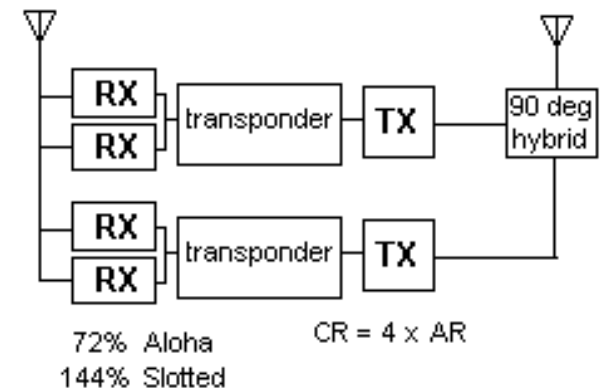 RX
RX
transponder
TX
90 deg
hybrid
RX
RX
transponder
TX
72% Aloha
144% Slotted
CR = 4 x AR